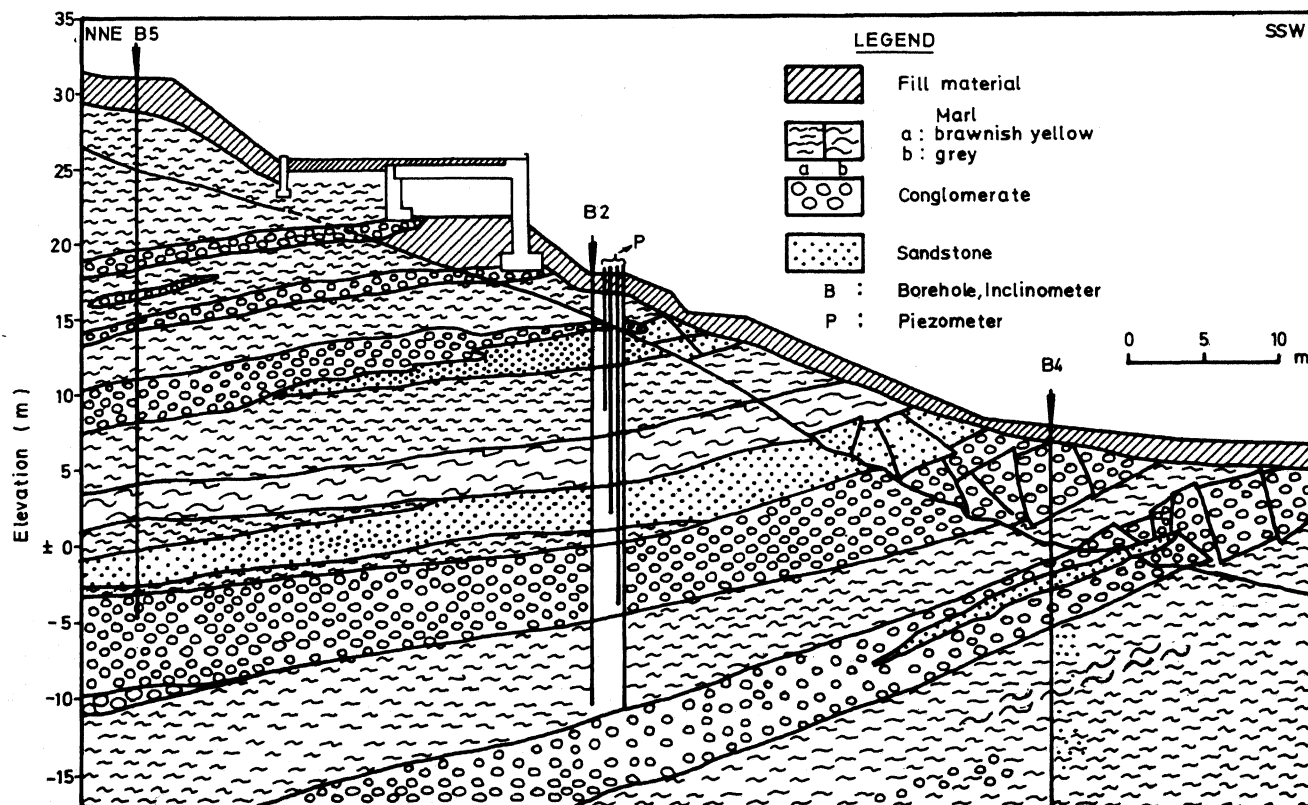 35
NNE B5
SSW
LEGEND
Fill material
Marl
a : brawnish yellow
b : grey
a b
Conglomerate
Sandstone
B : Borehole, Inclinometer
P : Piezometer
0 5 10
m
30
25
20
15
10
5
± 0
-5
-10
-15
Elevation (m)
B2
P
B4